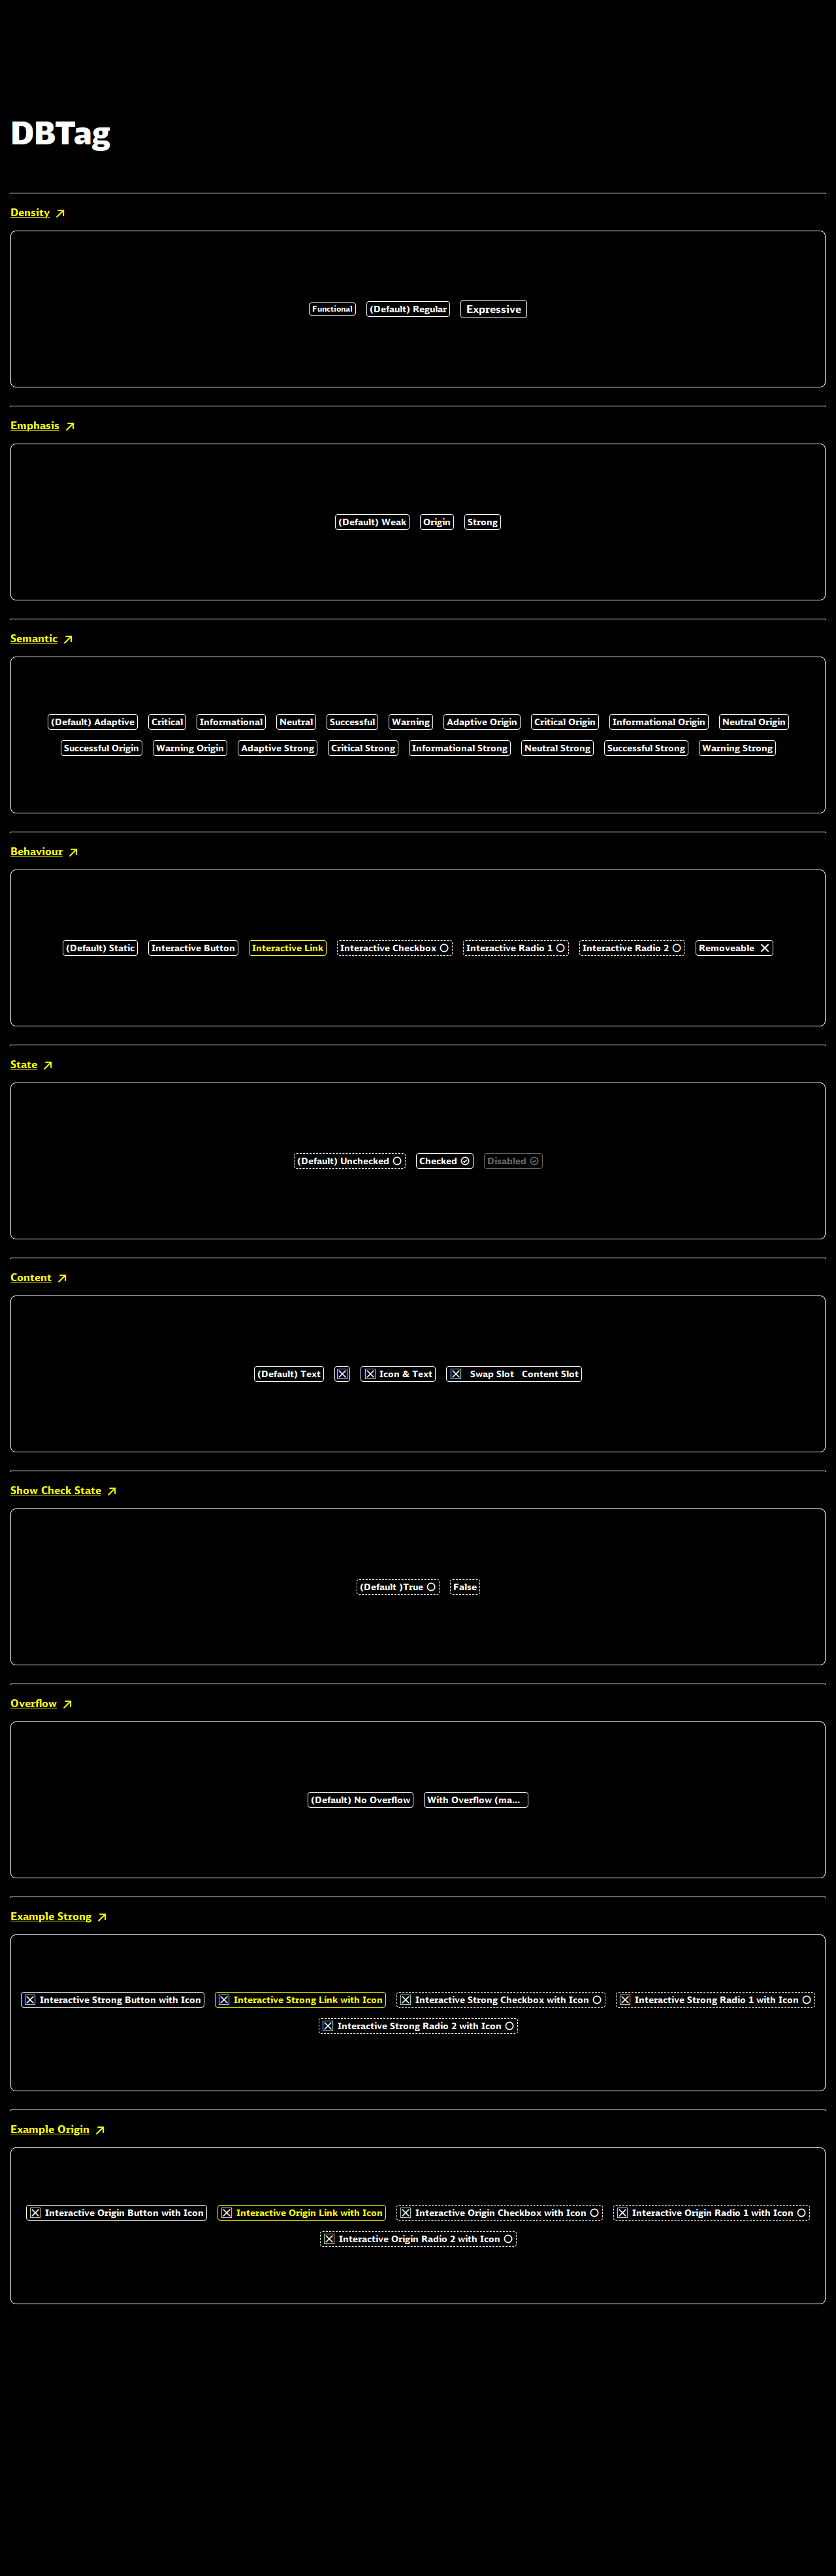 DBTag
Density
Functional (Default) Regular Expressive
Emphasis
(Default) Weak Origin Strong
Semantic
(Default) Adaptive Critical Informational Neutral Successful Warning Adaptive Origin Critical Origin Informational Origin Neutral Origin
Successful Origin Warning Origin Adaptive Strong Critical Strong Informational Strong Neutral Strong Successful Strong Warning Strong
Behaviour
(Default) Static Interactive Button Interactive Link Interactive Checkbox Interactive Radio 1 Interactive Radio 2 Removeable
State
(Default) Unchecked Checked Disabled
Content
(Default) Text Icon & Text Swap Slot Content Slot
Show Check State
(Default )True False
Overflow
(Default) No Overflow With Overflow (ma...
Example Strong
Interactive Strong Button with Icon Interactive Strong Link with Icon Interactive Strong Checkbox with Icon Interactive Strong Radio 1 with Icon
Interactive Strong Radio 2 with Icon
Example Origin
Interactive Origin Button with Icon Interactive Origin Link with Icon Interactive Origin Checkbox with Icon Interactive Origin Radio 1 with Icon
Interactive Origin Radio 2 with Icon